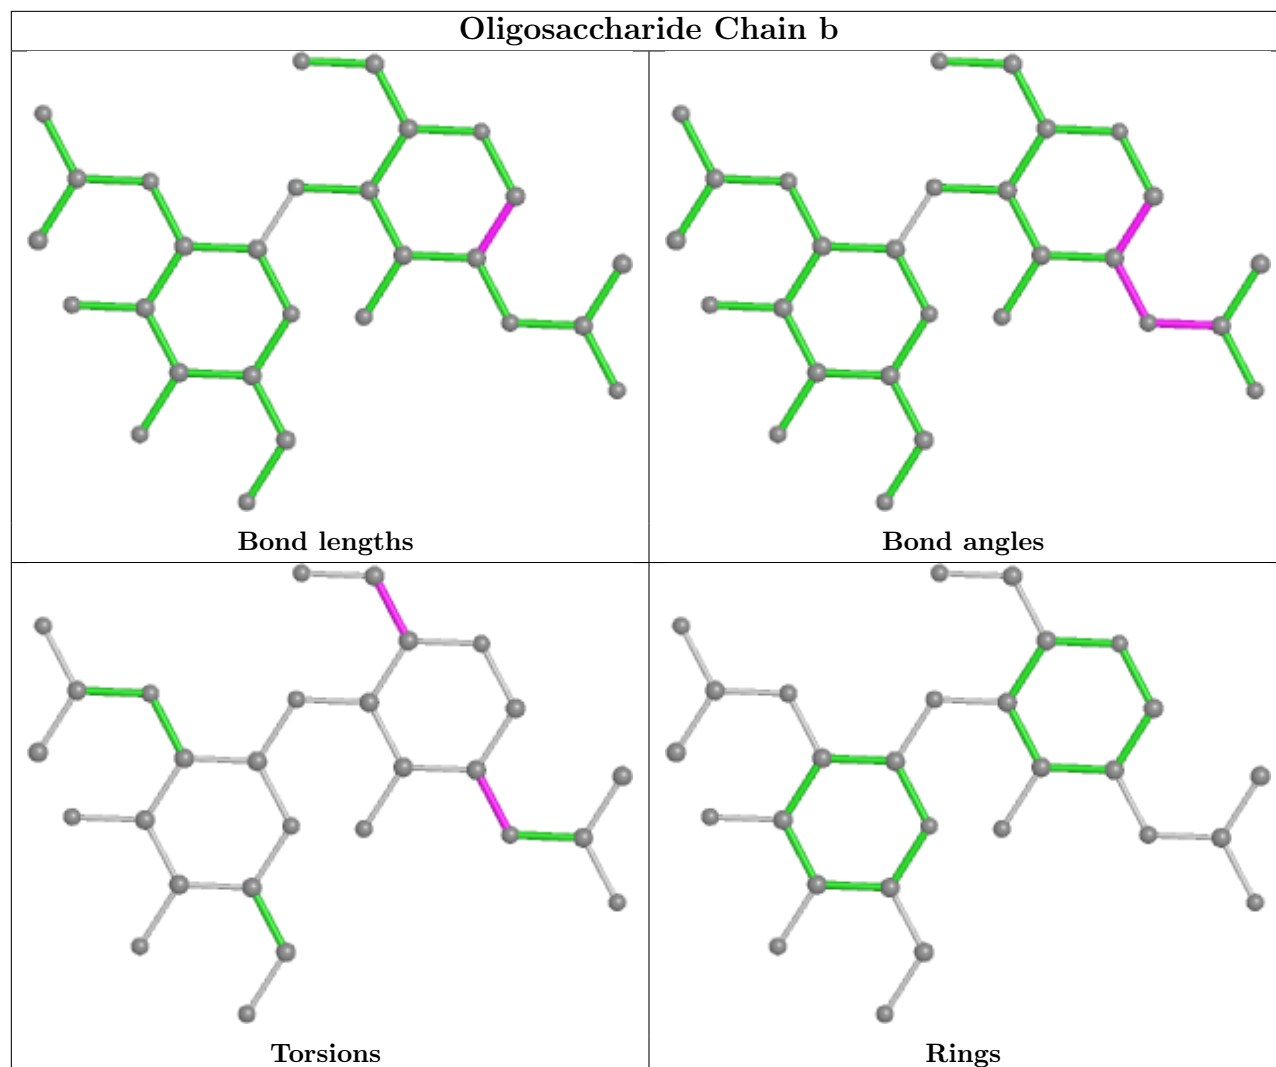 Oligosaccharide Chain b
Bond lengths
Bond angles
Torsions
Rings